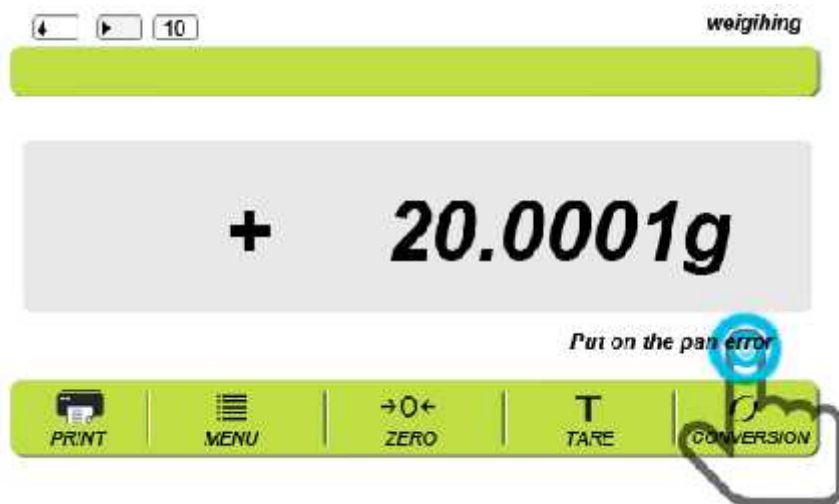 10
weigihing
+ 20.0001g
Put on the pan error
PRINT
MENU
→0←
ZERO
T
TARE
CONVERSION